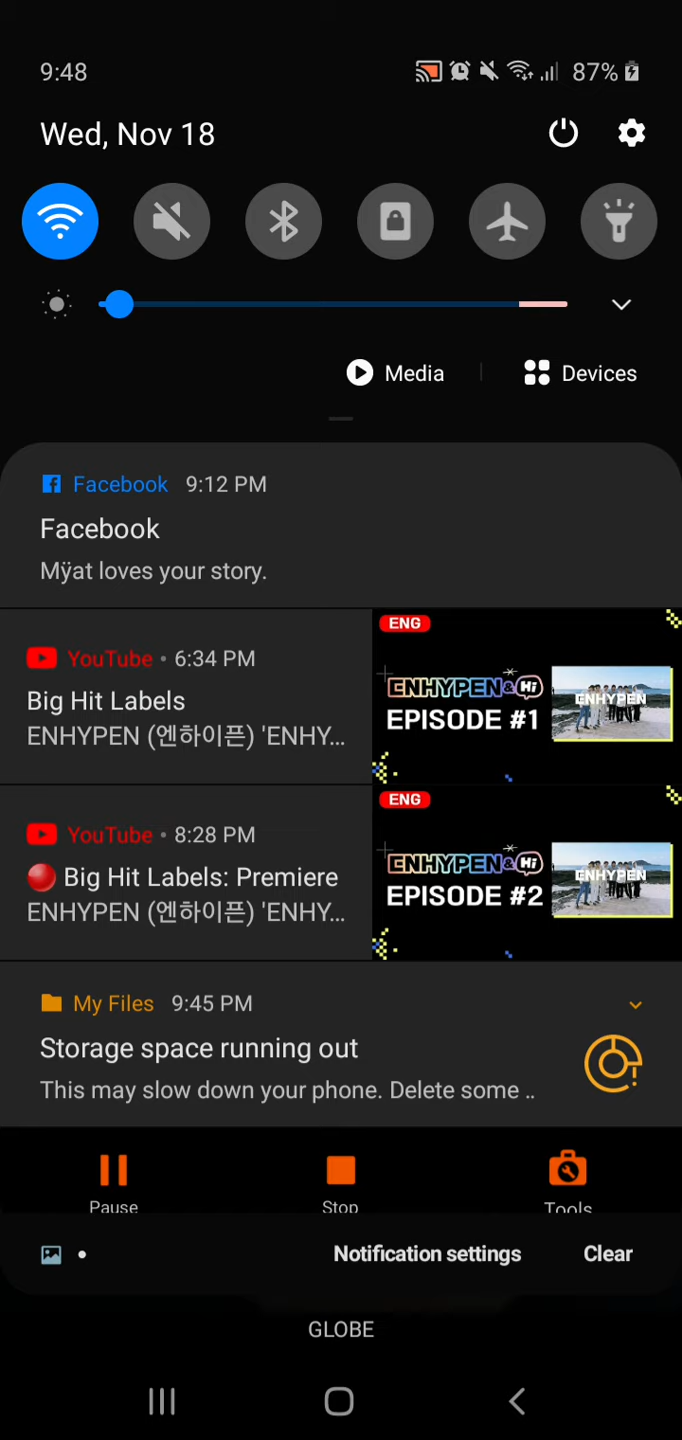 9:48
87%
Wed, Nov 18
Media
Devices
Facebook 9:12 PM
Facebook
Mÿat loves your story.
YouTube • 6:34 PM
Big Hit Labels
ENHYPEN (엔하이픈) 'ENHY...
ENG
ENHYPEN&Hi
EPISODE #1
ENHYPEN
YouTube • 8:28 PM
Big Hit Labels: Premiere
ENHYPEN (엔하이픈) 'ENHY...
ENG
ENHYPEN&Hi
EPISODE #2
ENHYPEN
My Files 9:45 PM
Storage space running out
This may slow down your phone. Delete some ..
Pause
Stop
Tools
Notification settings
Clear
GLOBE